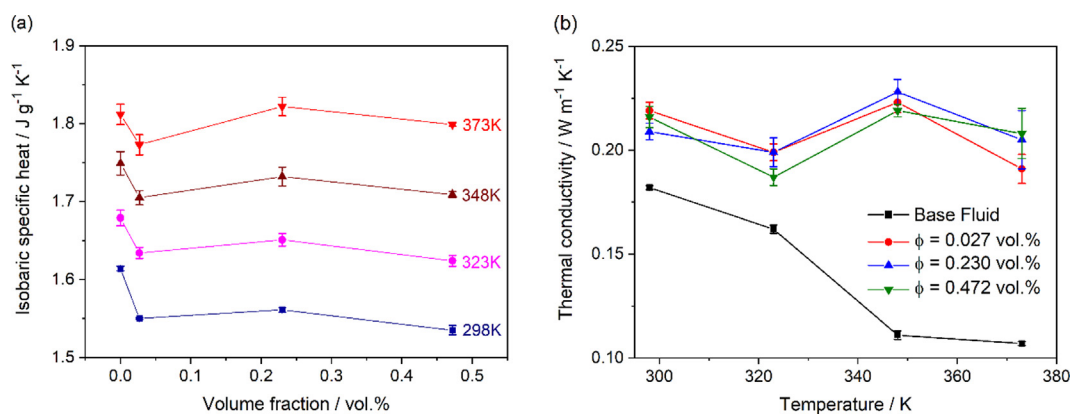 (a)
1.9
1.8
1.7
1.6
1.5
Isobaric specific heat / J g⁻¹ K⁻¹
373K
348K
323K
298K
0.0 0.1 0.2 0.3 0.4 0.5
Volume fraction / vol.%
(b)
0.25
0.20
0.15
0.10
Thermal conductivity / W m⁻¹ K⁻¹
Base Fluid
ϕ = 0.027 vol.%
ϕ = 0.230 vol.%
ϕ = 0.472 vol.%
300 320 340 360 380
Temperature / K